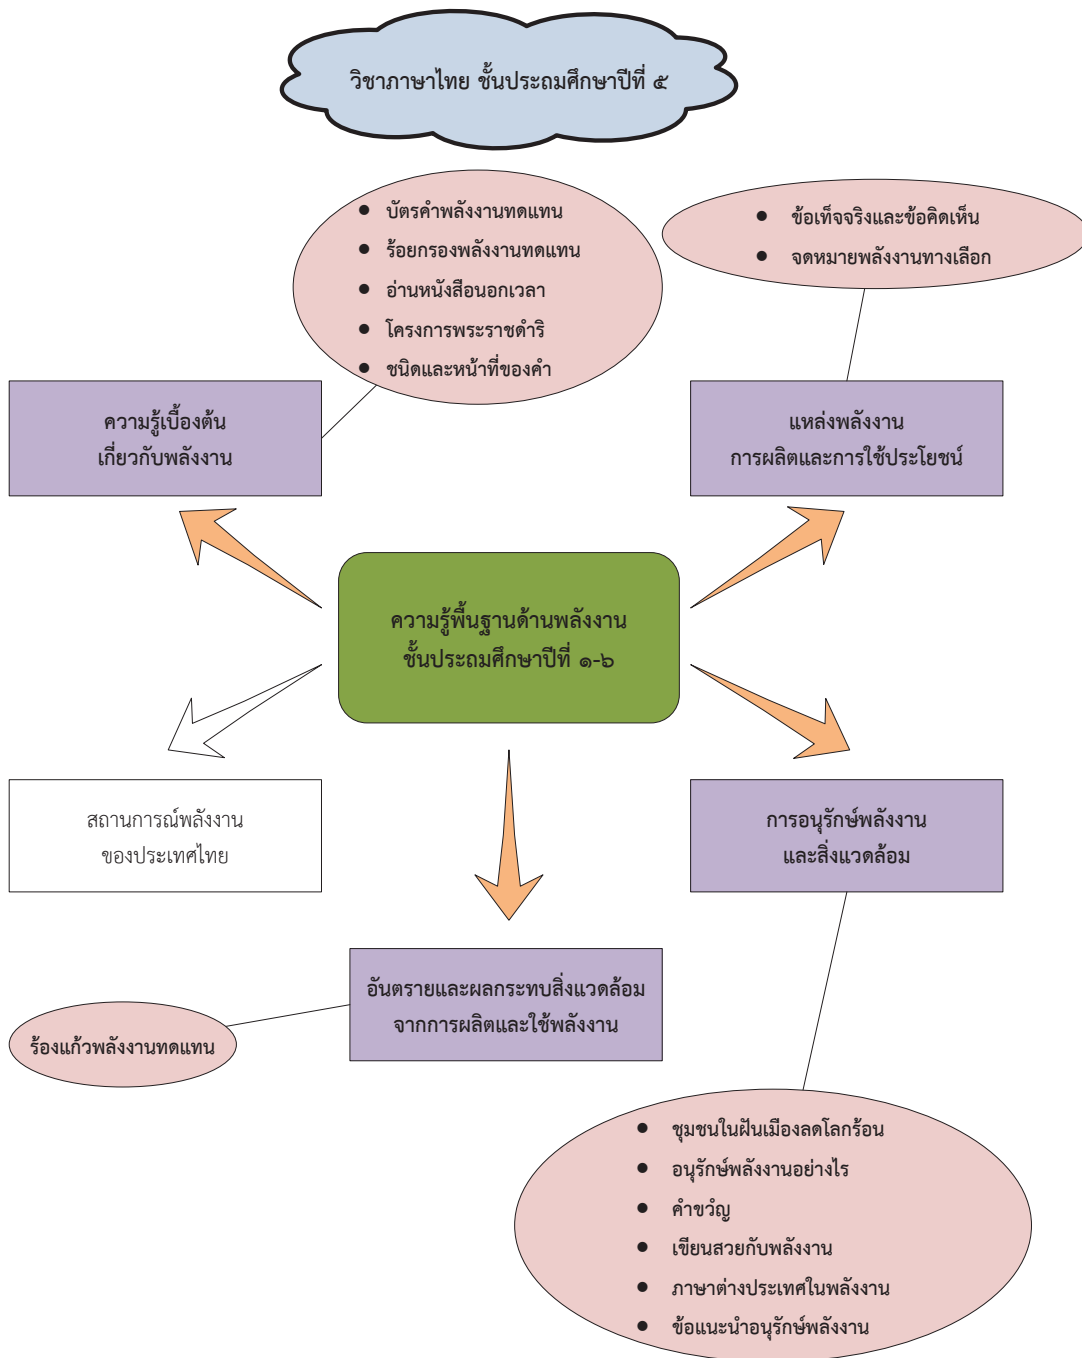 วิชาภาษาไทย ชั้นประถมศึกษาปีที่ ๕
● บัตรคำพลังงานทดแทน
● ร้อยกรองพลังงานทดแทน
● อ่านหนังสือนอกเวลา
● โครงการพระราชดำริ
● ชนิดและหน้าที่ของคำ
● ข้อเท็จจริงและข้อคิดเห็น
● จดหมายพลังงานทางเลือก
ความรู้เบื้องต้น
เกี่ยวกับพลังงาน
แหล่งพลังงาน
การผลิตและการใช้ประโยชน์
ความรู้พื้นฐานด้านพลังงาน
ชั้นประถมศึกษาปีที่ ๑-๖
สถานการณ์พลังงาน
ของประเทศไทย
การอนุรักษ์พลังงาน
และสิ่งแวดล้อม
อันตรายและผลกระทบสิ่งแวดล้อม
จากการผลิตและใช้พลังงาน
ร้องแก้วพลังงานทดแทน
● ชุมชนในฝันเมืองลดโลกร้อน
● อนุรักษ์พลังงานอย่างไร
● คำขวัญ
● เขียนสวยกับพลังงาน
● ภาษาต่างประเทศในพลังงาน
● ข้อแนะนำอนุรักษ์พลังงาน